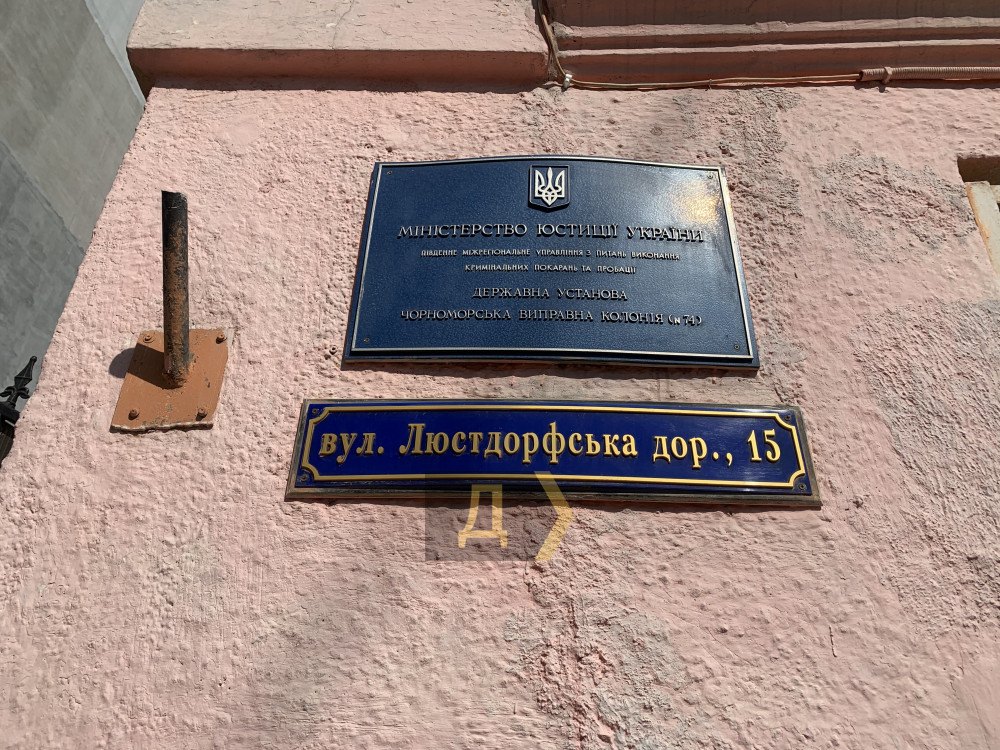 МІНІСТЕРСТВО ЮСТИЦІЇ УКРАЇНИ
ПІВДЕННЕ МІЖРЕГІОНАЛЬНЕ УПРАВЛІННЯ З ПИТАНЬ ВИКОНАННЯ
КРИМІНАЛЬНИХ ПОКАРАНЬ ТА ПРОБАЦІЇ
ДЕРЖАВНА УСТАНОВА
ЧОРНОМОРСЬКА ВИПРАВНА КОЛОНІЯ (№74)
вул. Люстдорфська дор., 15
Д